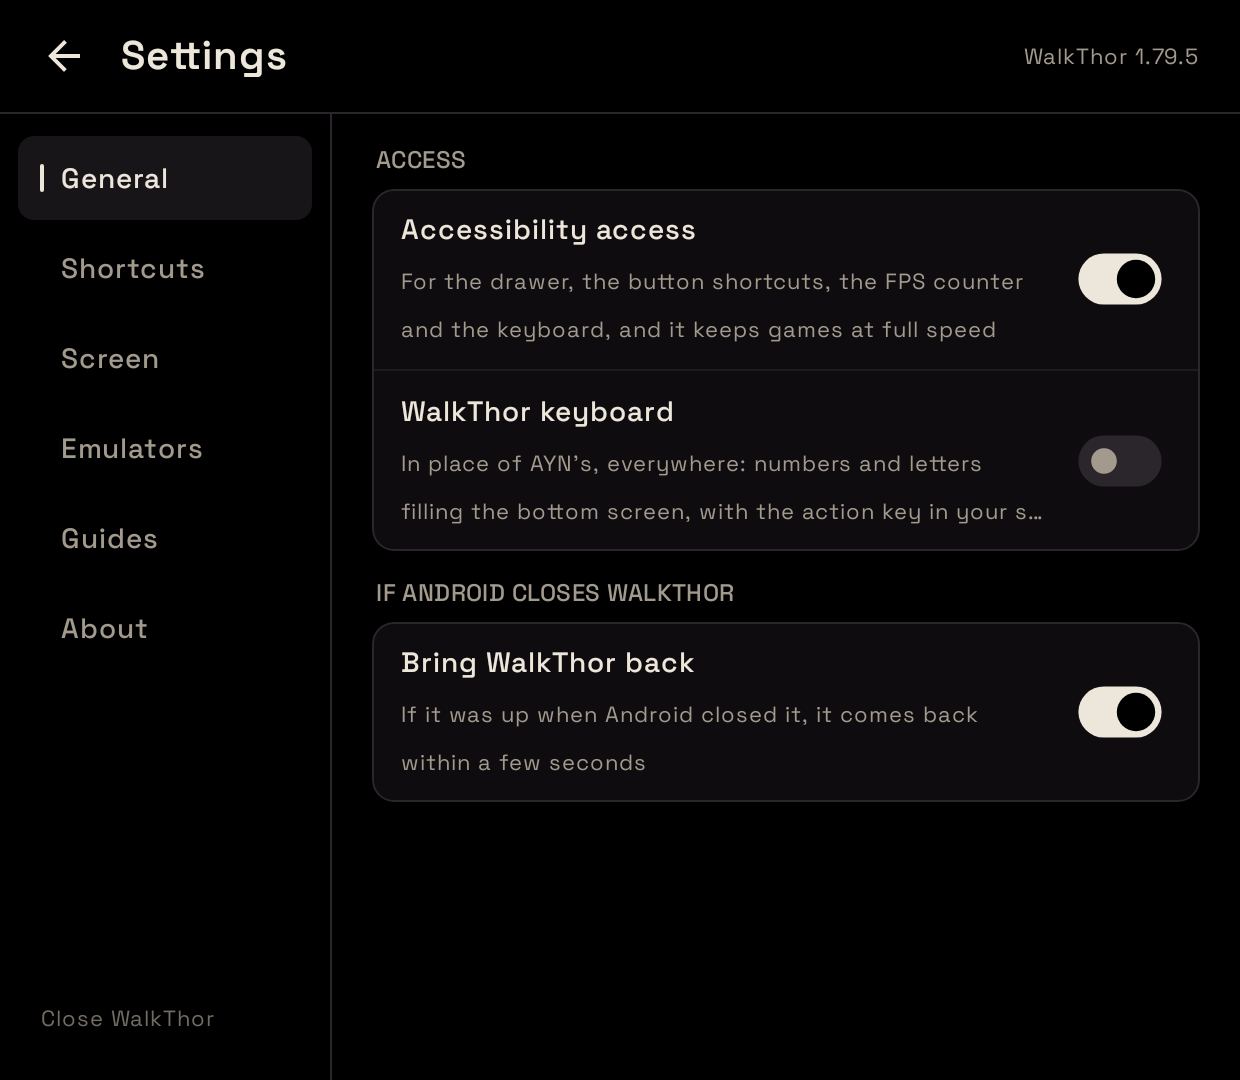 Settings
WalkThor 1.79.5
General
Shortcuts
Screen
Emulators
Guides
About
Close WalkThor
ACCESS
Accessibility access
For the drawer, the button shortcuts, the FPS counter
and the keyboard, and it keeps games at full speed
WalkThor keyboard
In place of AYN’s, everywhere: numbers and letters
filling the bottom screen, with the action key in your s…
IF ANDROID CLOSES WALKTHOR
Bring WalkThor back
If it was up when Android closed it, it comes back
within a few seconds